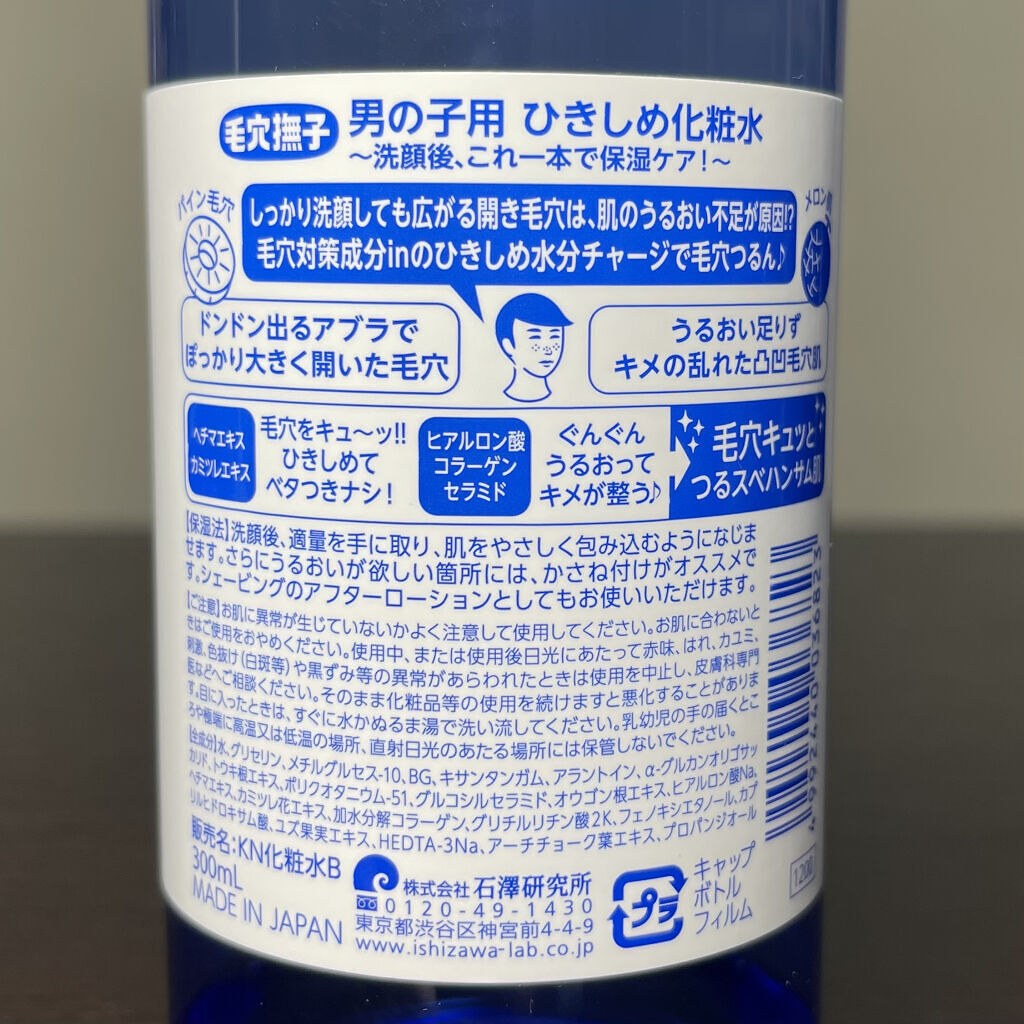 毛穴撫子 男の子用 ひきしめ化粧水
～洗顔後、これ一本で保湿ケア!～
パイン毛穴
メロン
しっかり洗顔しても広がる開き毛穴は、肌のうるおい不足が原因!?
毛穴対策成分inのひきしめ水分チャージで毛穴つるん♪
ドンドン出るアブラで
ぽっかり大きく開いた毛穴
うるおい足りず
キメの乱れた凸凹毛穴肌
ヘチマエキス
カミツレエキス
毛穴をキュ～ッ!!
ひきしめて
ベタつきナシ!
ヒアルロン酸
コラーゲン
セラミド
ぐんぐん
うるおって
キメが整う♪
毛穴キュッと
つるスベハンサム肌
【保湿法】洗顔後、適量を手に取り、肌をやさしく包み込むようになじま
せます。さらにうるおいが欲しい箇所には、かさね付けがオススメで
す。シェービングのアフターローションとしてもお使いいただけます。
【ご注意】お肌に異常が生じていないかよく注意して使用してください。お肌に合わないと
きはご使用をおやめください。使用中、または使用後日光にあたって赤味、はれ、カユミ、
刺激、色抜け(白斑等)や黒ずみ等の異常があらわれたときは使用を中止し、皮膚科専門
医などへご相談ください。そのまま化粧品等の使用を続けますと悪化することがありま
す。目に入ったときは、すぐに水かぬるま湯で洗い流してください。乳幼児の手の届くとこ
ろや極端に高温又は低温の場所、直射日光のあたる場所には保管しないでください。
【全成分】水、グリセリン、メチルグルセス-10、BG、キサンタンガム、アラントイン、α-グルカンオリゴサッ
カリド、トウキ根エキス、ポリクオタニウム-51、グルコシルセラミド、オウゴン根エキス、ヒアルロン酸Na、
ヘチマエキス、カミツレ花エキス、加水分解コラーゲン、グリチルリチン酸2K、フェノキシエタノール、カプ
リルヒドロキサム酸、ユズ果実エキス、HEDTA-3Na、アーチチョーク葉エキス、プロパンジオール
販売名:KN化粧水B
300mL
MADE IN JAPAN
株式会社 石澤研究所
0120-49-1430
東京都渋谷区神宮前4-4-9
www.ishizawa-lab.co.jp
プラ
キャップ
ボトル
フィルム
1200